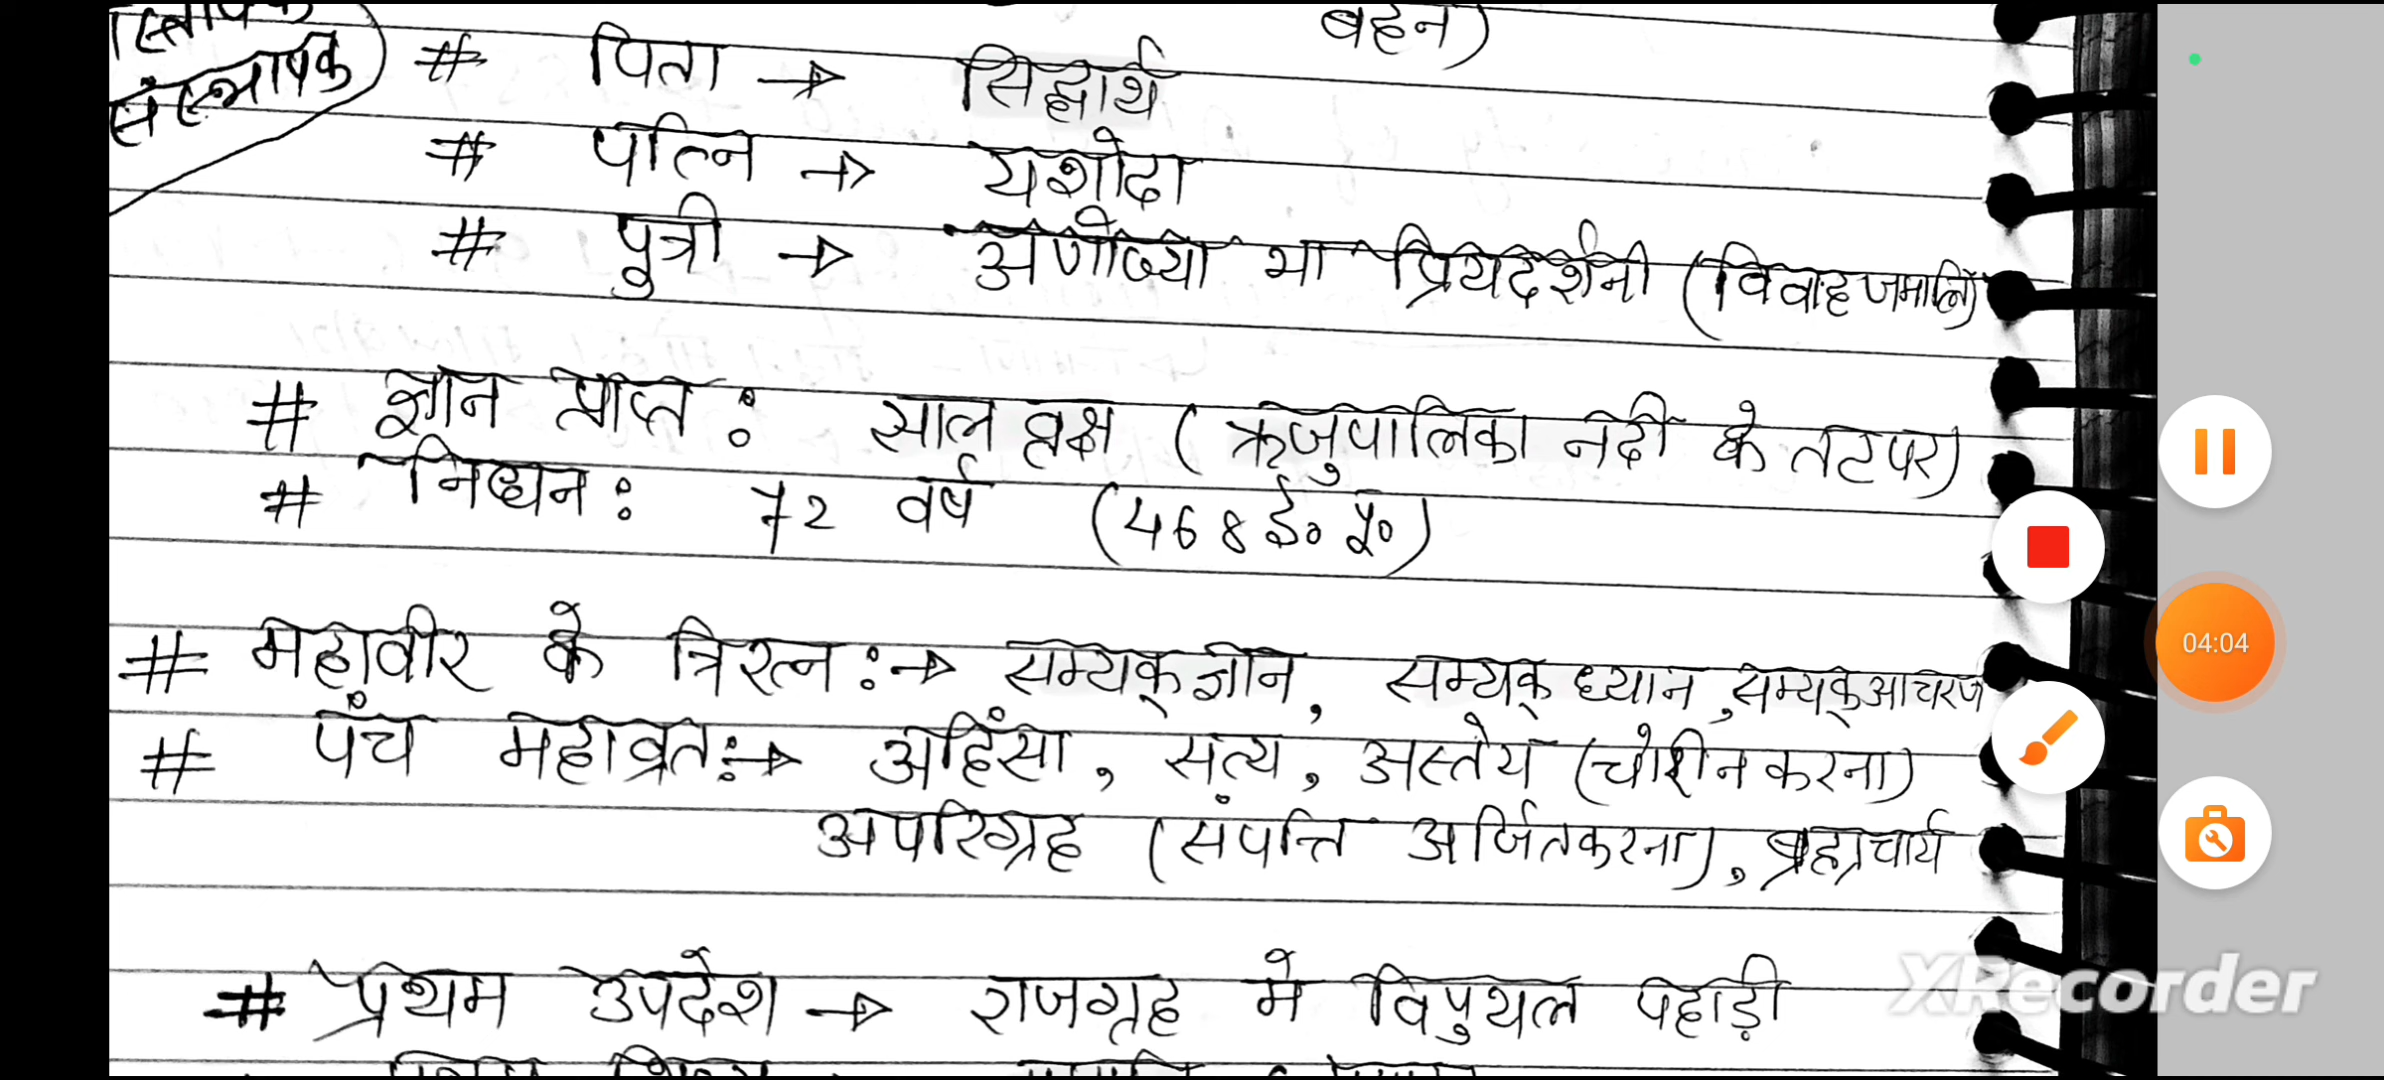 बहन)
संस्थापक
# पिता → सिद्धार्थ
# पत्नि → यशोदा
# पुत्री → अणोज्या या प्रियदर्शनी (विवाह जमालि)
# ज्ञान प्राप्त : साल वृक्ष (ऋजुपालिका नदी के तट पर)
# निधन : 72 वर्ष (468 ई० पू०)
# महावीर के त्रिरत्न :→ सम्यक् ज्ञान, सम्यक् ध्यान, सम्यक् आचरण
# पंच महाव्रत :→ अहिंसा, सत्य, अस्तेय (चोरी न करना)
अपरिग्रह (संपत्ति अर्जित करना), ब्रह्मचार्य
# प्रथम उपदेश → राजगृह मे विपुथल पहाड़ी
04:04
XRecorder